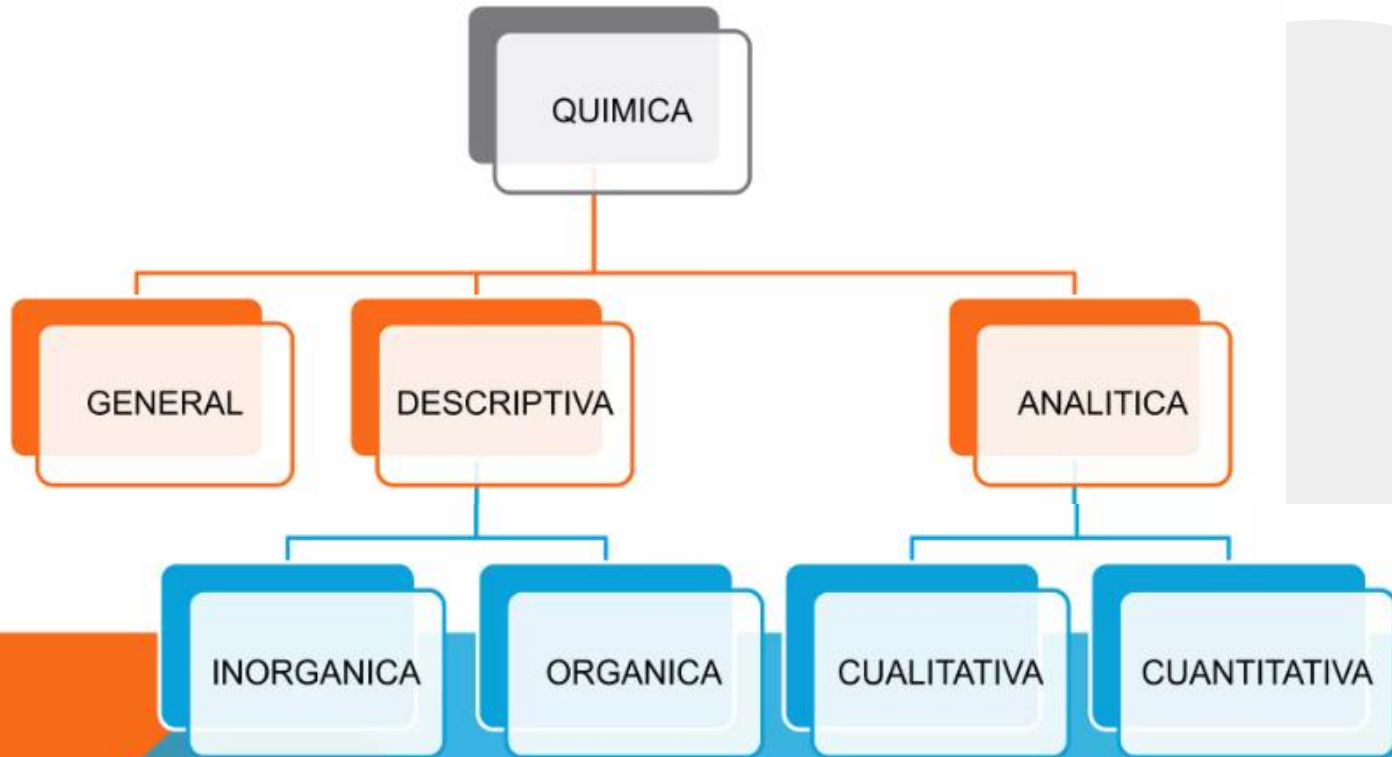 QUIMICA
GENERAL
DESCRIPTIVA
ANALITICA
INORGANICA
ORGANICA
CUALITATIVA
CUANTITATIVA